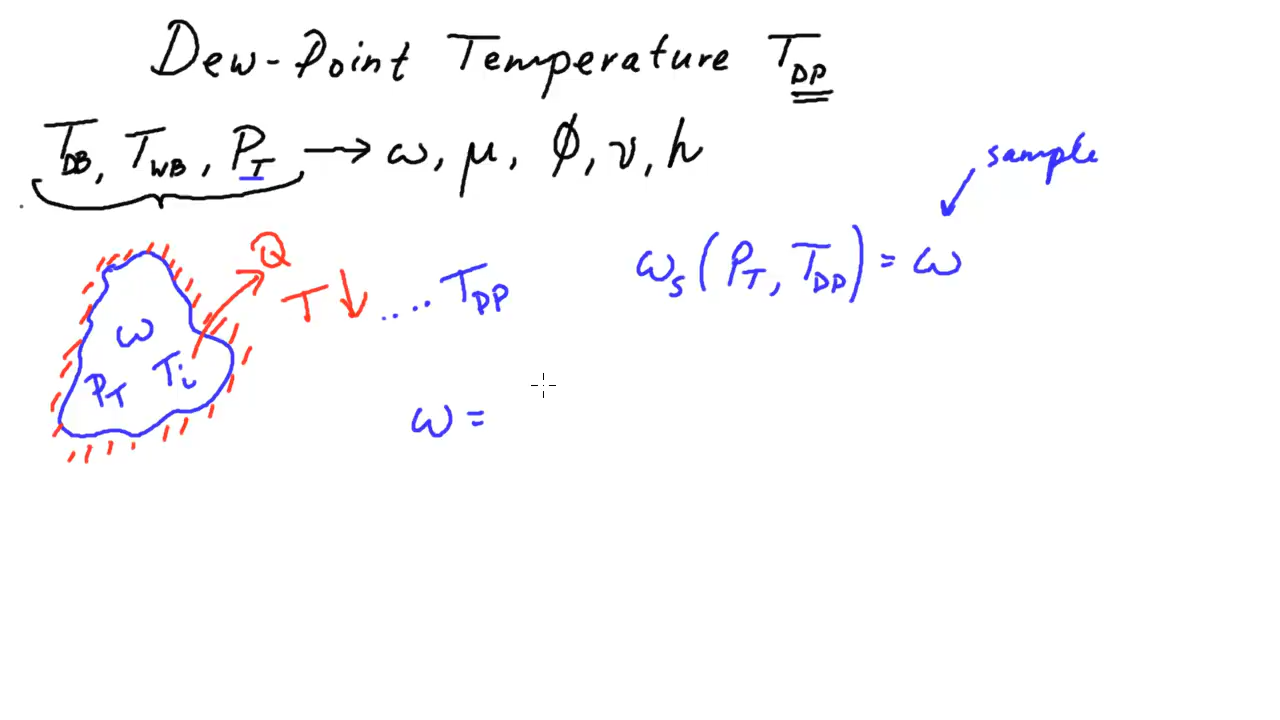 Dew-Point Temperature T_DP
T_DB, T_WB, P_T → ω, μ, φ, v, h
sample
ω_s (P_T, T_DP) = ω
Q
T ↓ .... T_DP
ω
P_T T_i
ω =